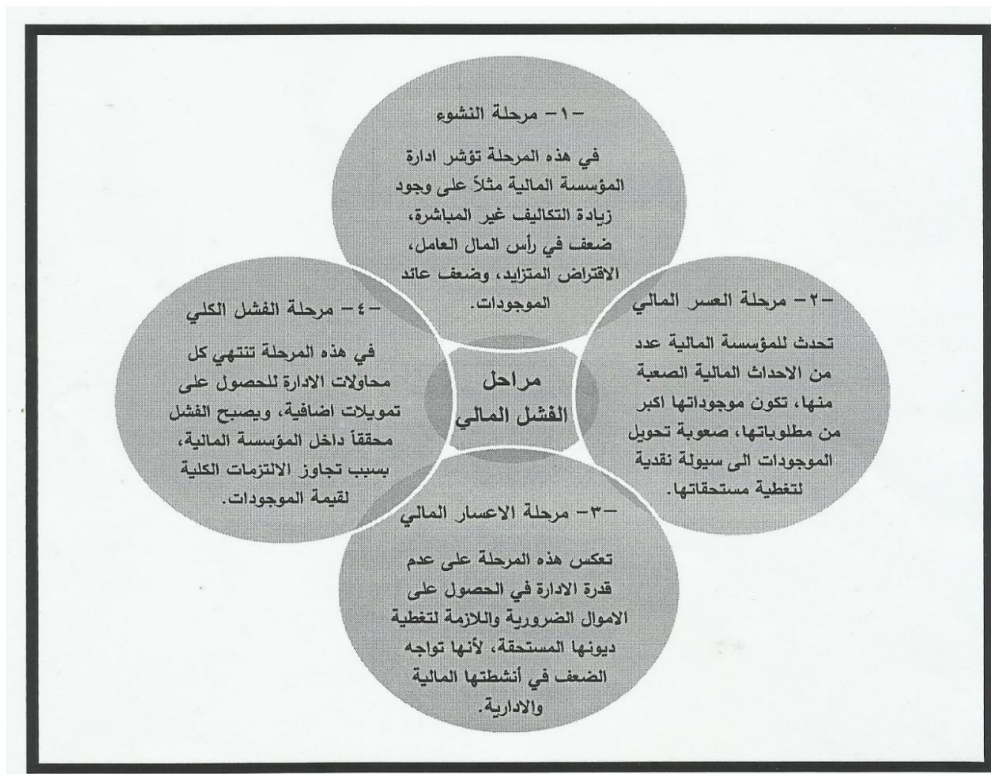 مراحل
الفشل المالي
-١- مرحلة النشوء
في هذه المرحلة تؤشر ادارة
المؤسسة المالية مثلاً على وجود
زيادة التكاليف غير المباشرة،
ضعف في رأس المال العامل،
الاقتراض المتزايد، وضعف عائد
الموجودات.
-٢- مرحلة العسر المالي
تحدث للمؤسسة المالية عدد
من الاحداث المالية الصعبة
منها، تكون موجوداتها اكبر
من مطلوباتها، صعوبة تحويل
الموجودات الى سيولة نقدية
لتغطية مستحقاتها.
-٣- مرحلة الاعسار المالي
تعكس هذه المرحلة على عدم
قدرة الادارة في الحصول على
الاموال الضرورية واللازمة لتغطية
ديونها المستحقة، لأنها تواجه
الضعف في أنشطتها المالية
والادارية.
-٤- مرحلة الفشل الكلي
في هذه المرحلة تنتهي كل
محاولات الادارة للحصول على
تمويلات اضافية، ويصبح الفشل
محققاً داخل المؤسسة المالية،
بسبب تجاوز الالتزمات الكلية
لقيمة الموجودات.